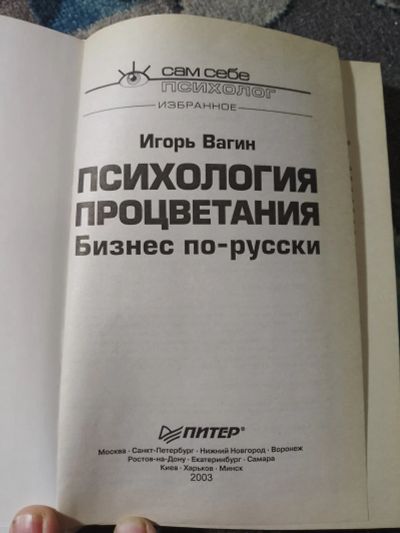 САМ СЕБЕ
ПСИХОЛОГ
ИЗБРАННОЕ
Игорь Вагин
ПСИХОЛОГИЯ
ПРОЦВЕТАНИЯ
Бизнес по-русски
ПИТЕР®
Москва · Санкт-Петербург · Нижний Новгород · Воронеж
Ростов-на-Дону · Екатеринбург · Самара
Киев · Харьков · Минск
2003